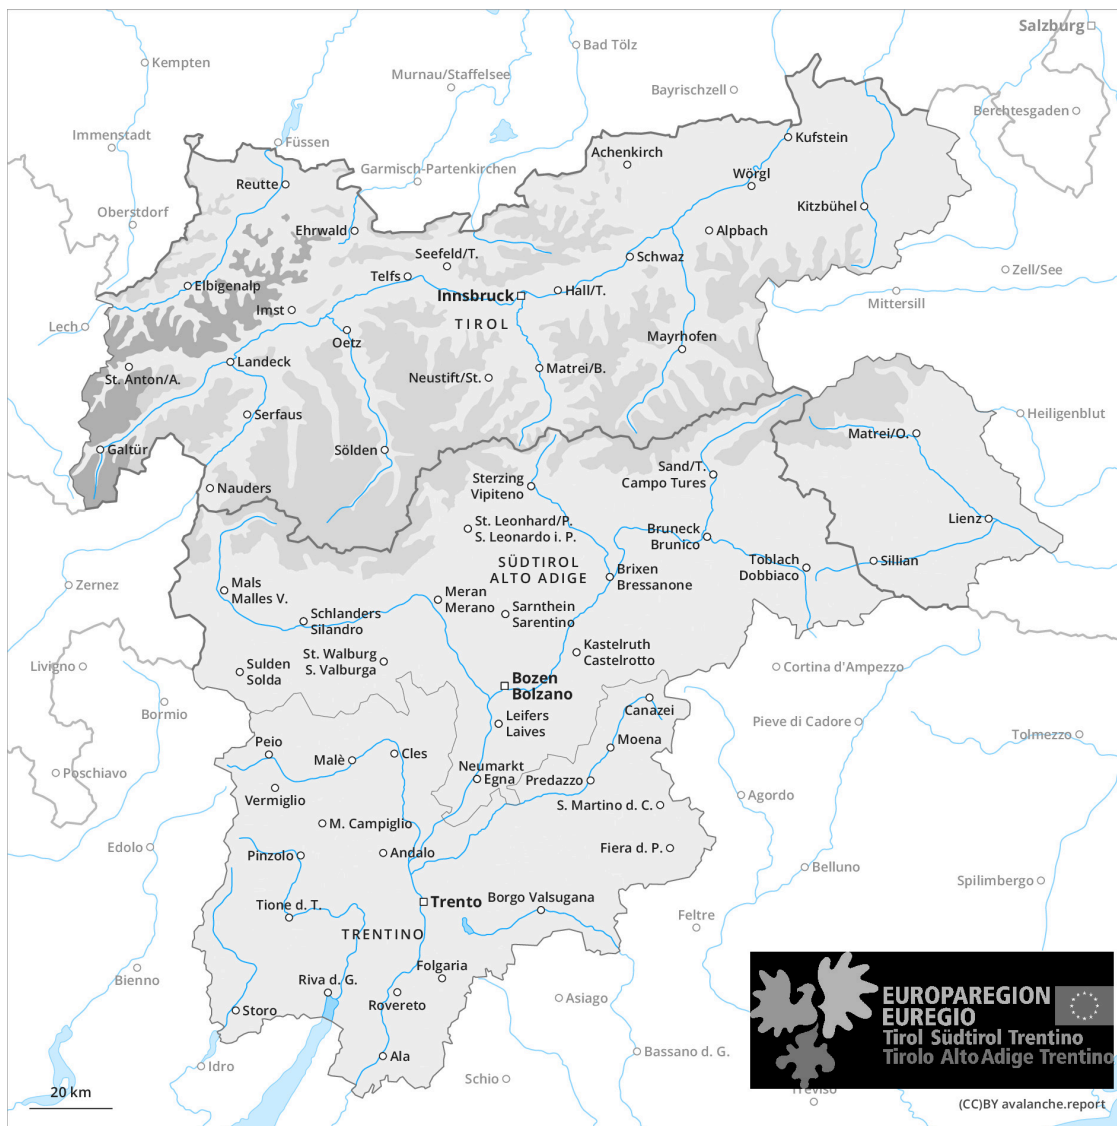 Salzburg
Bad Tölz
Kempten
Murnau/Staffelsee
Bayrischzell
Berchtesgaden
Immenstadt
Füssen
Kufstein
Achenkirch
Garmisch-Partenkirchen
Wörgl
Reutte
Kitzbühel
Oberstdorf
Ehrwald
Alpbach
Seefeld/T.
Schwaz
Zell/See
Telfs
Elbigenalp
Hall/T.
Innsbruck
Mittersill
Imst
TIROL
Lech
Oetz
Mayrhofen
Landeck
Matrei/B.
St. Anton/A.
Neustift/St.
Serfaus
Heiligenblut
Matrei/O.
Galtür
Sölden
Sand/T.
Campo Tures
Sterzing
Vipiteno
Nauders
Lienz
St. Leonhard/P.
S. Leonardo i. P.
Bruneck
Brunico
SÜDTIROL
ALTO ADIGE
Toblach
Dobbiaco
Sillian
Brixen
Bressanone
Zernez
Mals
Malles V.
Meran
Merano
Sarnthein
Sarentino
Schlanders
Silandro
Kastelruth
Castelrotto
St. Walburg
S. Valburga
Livigno
Sulden
Solda
Cortina d'Ampezzo
Bozen
Bolzano
Bormio
Canazei
Leifers
Laives
Pieve di Cadore
Tolmezzo
Peio
Moena
Malè
Cles
Poschiavo
Neumarkt
Egna
Predazzo
Vermiglio
Agordo
S. Martino d. C.
M. Campiglio
Edolo
Pinzolo
Andalo
Fiera d. P.
Belluno
Spilimbergo
Trento
Borgo Valsugana
Tione d. T.
Feltre
TRENTINO
Bienno
Folgaria
Riva d. G.
Rovereto
Asiago
Storo
EUROPAREGION
EUREGIO
Tirol Südtirol Trentino
Tirolo Alto Adige Trentino
Ala
Bassano d. G.
Idro
Schio
Treviso
20 km
(CC)BY avalanche.report